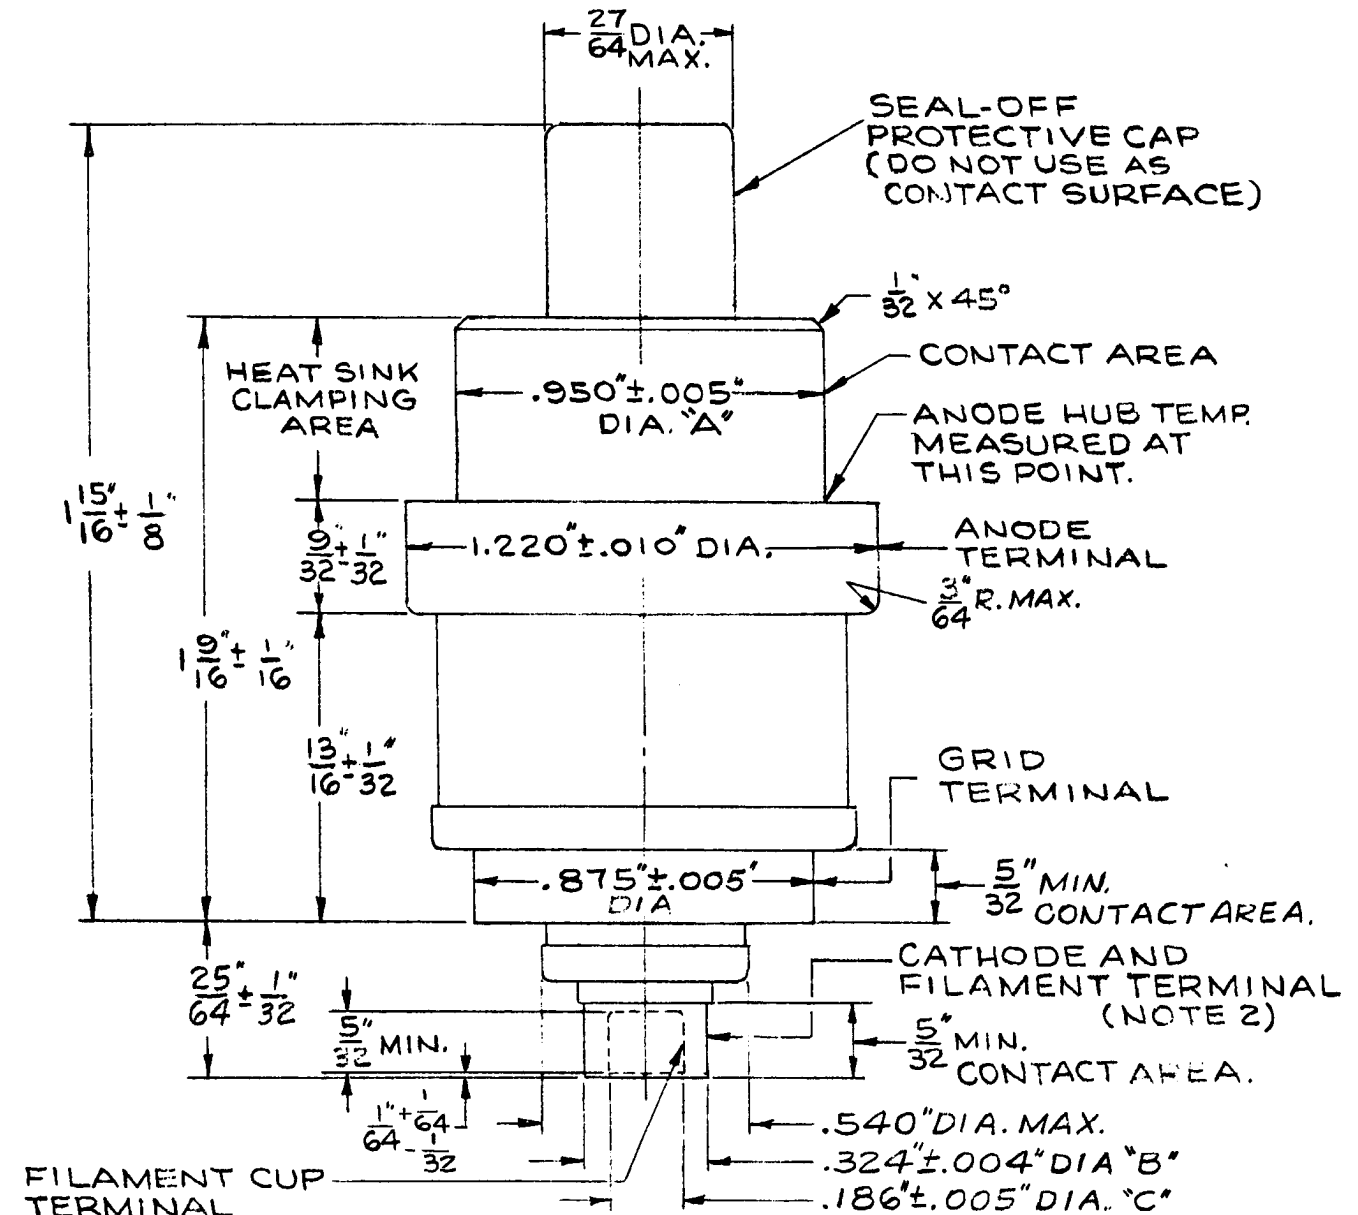 27/64 DIA. MAX.
SEAL-OFF
PROTECTIVE CAP
(DO NOT USE AS
CONTACT SURFACE)
1/32" X 45°
CONTACT AREA
HEAT SINK
CLAMPING
AREA
.950"±.005"
DIA. "A"
ANODE HUB TEMP.
MEASURED AT
THIS POINT.
1 15/16" ± 1/8"
9/32" ± 1/32"
1.220"±.010" DIA.
ANODE
TERMINAL
3/64" R. MAX.
1 9/16" ± 1/16"
13/16" ± 1/32"
GRID
TERMINAL
.875"±.005"
DIA
5/32" MIN.
CONTACT AREA.
CATHODE AND
FILAMENT TERMINAL
(NOTE 2)
25/64" ± 1/32"
5/32" MIN.
5/32" MIN.
CONTACT AREA.
1/64" + 1/64 - 1/32
.540" DIA. MAX.
.324"±.004" DIA "B"
.186"±.005" DIA. "C"
FILAMENT CUP
TERMINAL